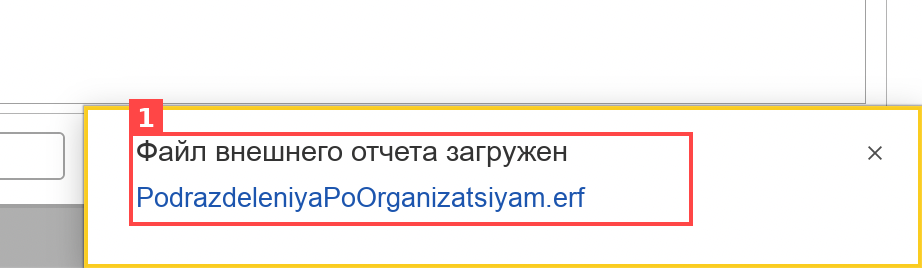 1
Файл внешнего отчета загружен
PodrazdeleniyaPoOrganizatsiyam.erf